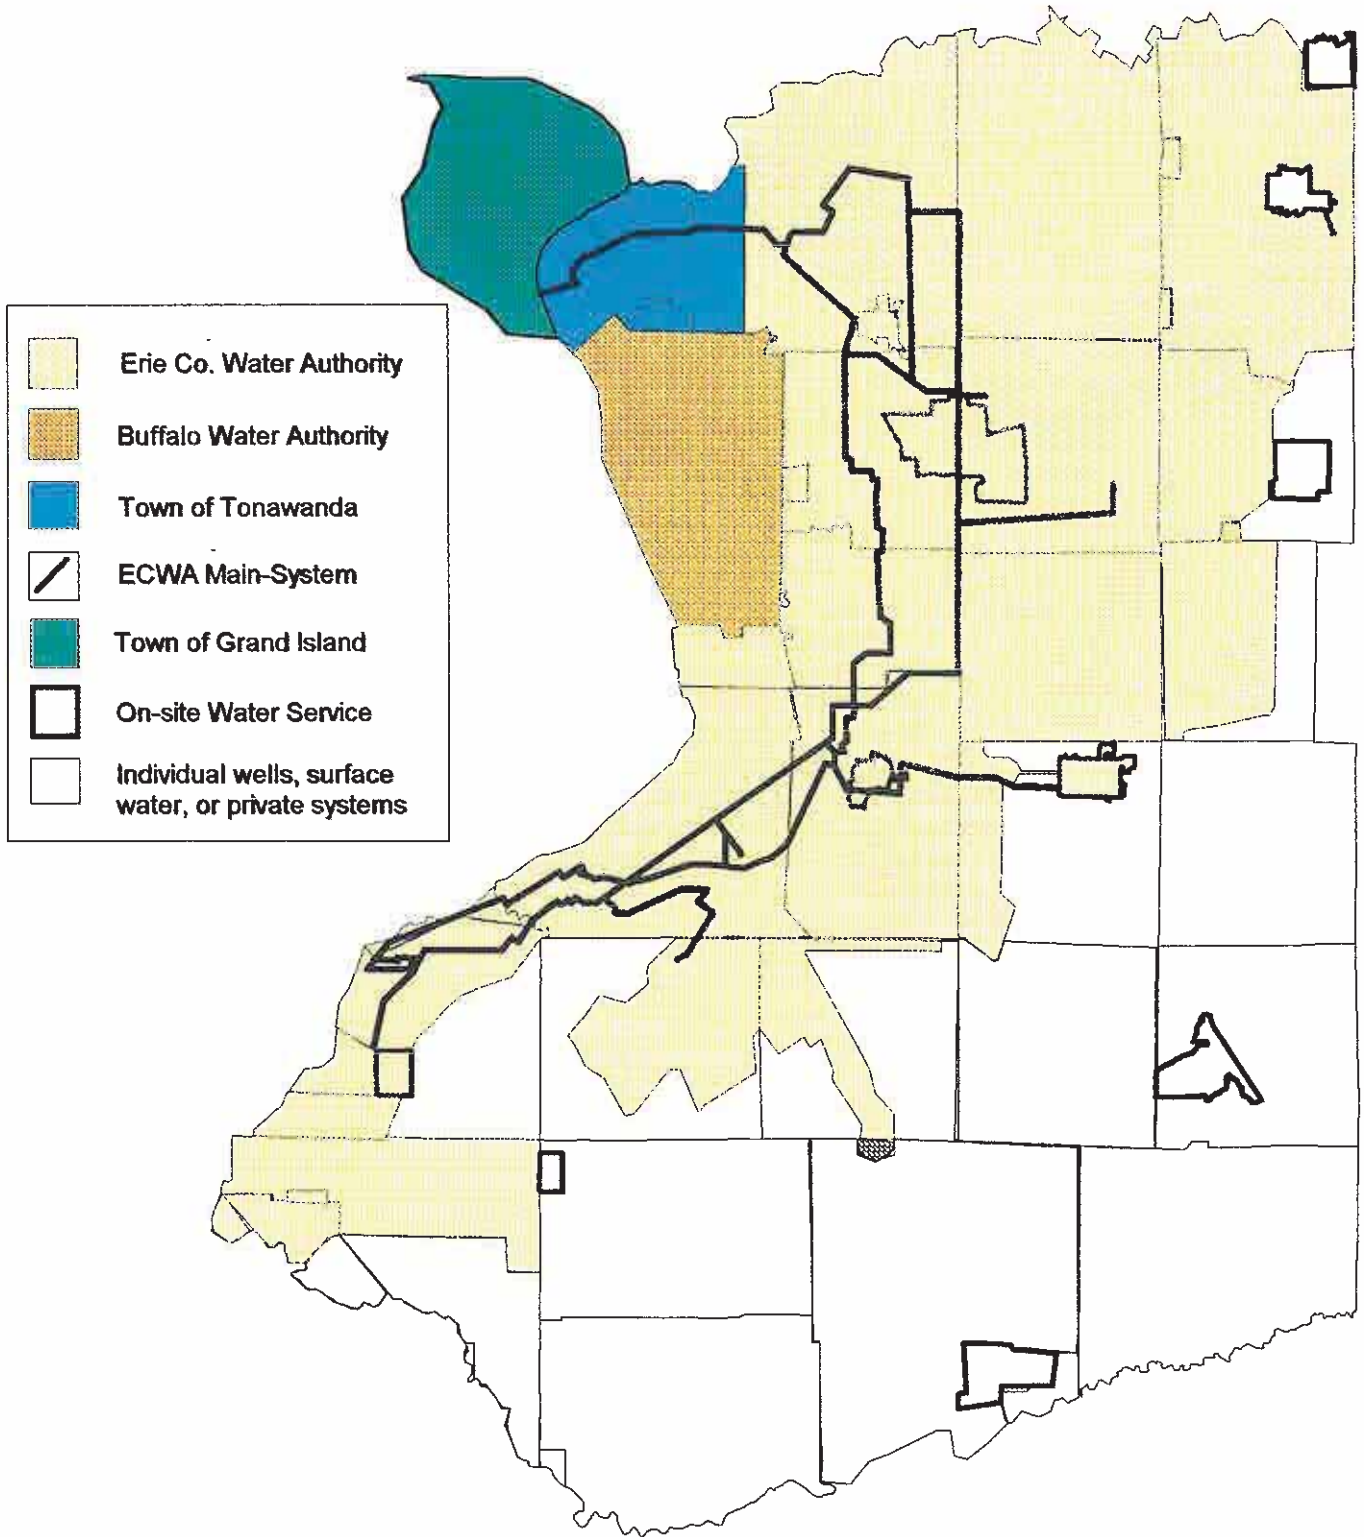 Erie Co. Water Authority
Buffalo Water Authority
Town of Tonawanda
ECWA Main-System
Town of Grand Island
On-site Water Service
Individual wells, surface
water, or private systems